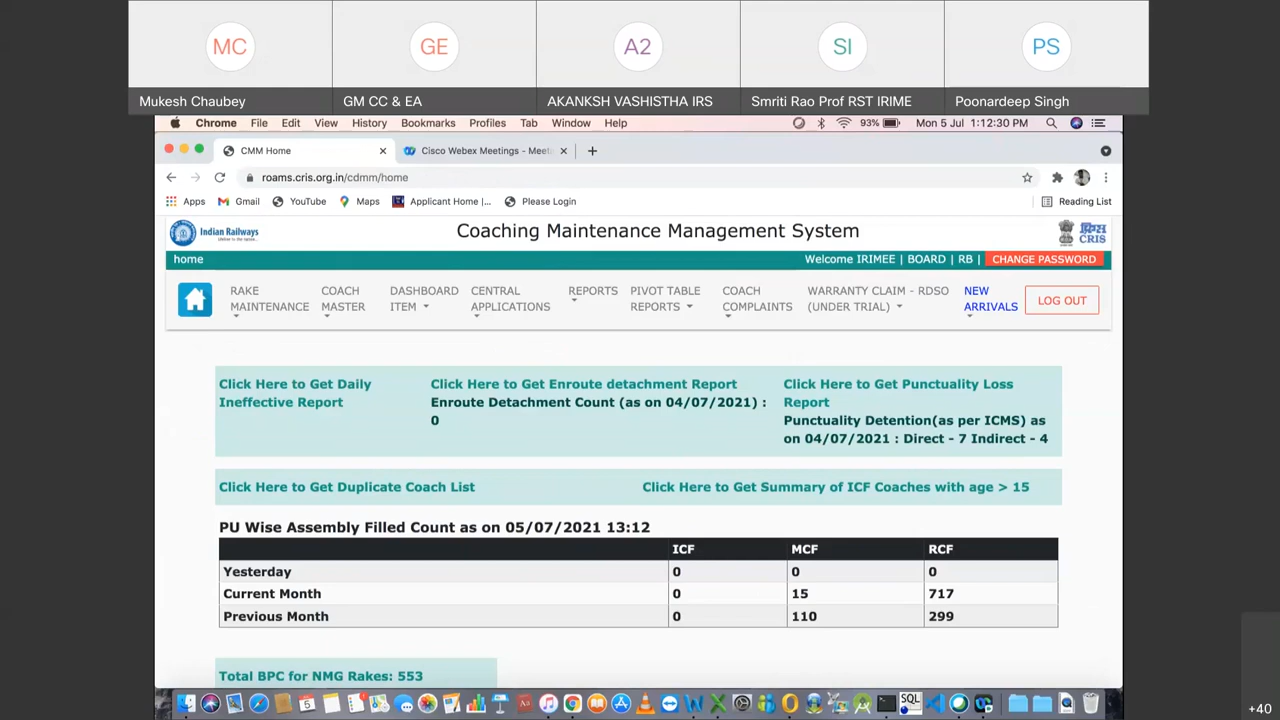 MC
GE
A2
SI
PS
Mukesh Chaubey
GM CC & EA
AKANKSH VASHISTHA IRS
Smriti Rao Prof RST IRIME
Poonardeep Singh
Chrome File Edit View History Bookmarks Profiles Tab Window Help 93% Mon 5 Jul 1:12:30 PM
CMM Home
Cisco Webex Meetings - Meet
roams.cris.org.in/cdmm/home
Apps Gmail YouTube Maps Applicant Home |... Please Login Reading List
Indian Railways
Coaching Maintenance Management System
CRIS
home
Welcome IRIMEE | BOARD | RB | CHANGE PASSWORD
RAKE MAINTENANCE
COACH MASTER
DASHBOARD ITEM
CENTRAL APPLICATIONS
REPORTS
PIVOT TABLE REPORTS
COACH COMPLAINTS
WARRANTY CLAIM - RDSO (UNDER TRIAL)
NEW ARRIVALS
LOG OUT
Click Here to Get Daily
Ineffective Report
Click Here to Get Enroute detachment Report
Enroute Detachment Count (as on 04/07/2021) :
0
Click Here to Get Punctuality Loss
Report
Punctuality Detention(as per ICMS) as
on 04/07/2021 : Direct - 7 Indirect - 4
Click Here to Get Duplicate Coach List
Click Here to Get Summary of ICF Coaches with age > 15
PU Wise Assembly Filled Count as on 05/07/2021 13:12
ICF MCF RCF
Yesterday 0 0 0
Current Month 0 15 717
Previous Month 0 110 299
Total BPC for NMG Rakes: 553
SQL
+40